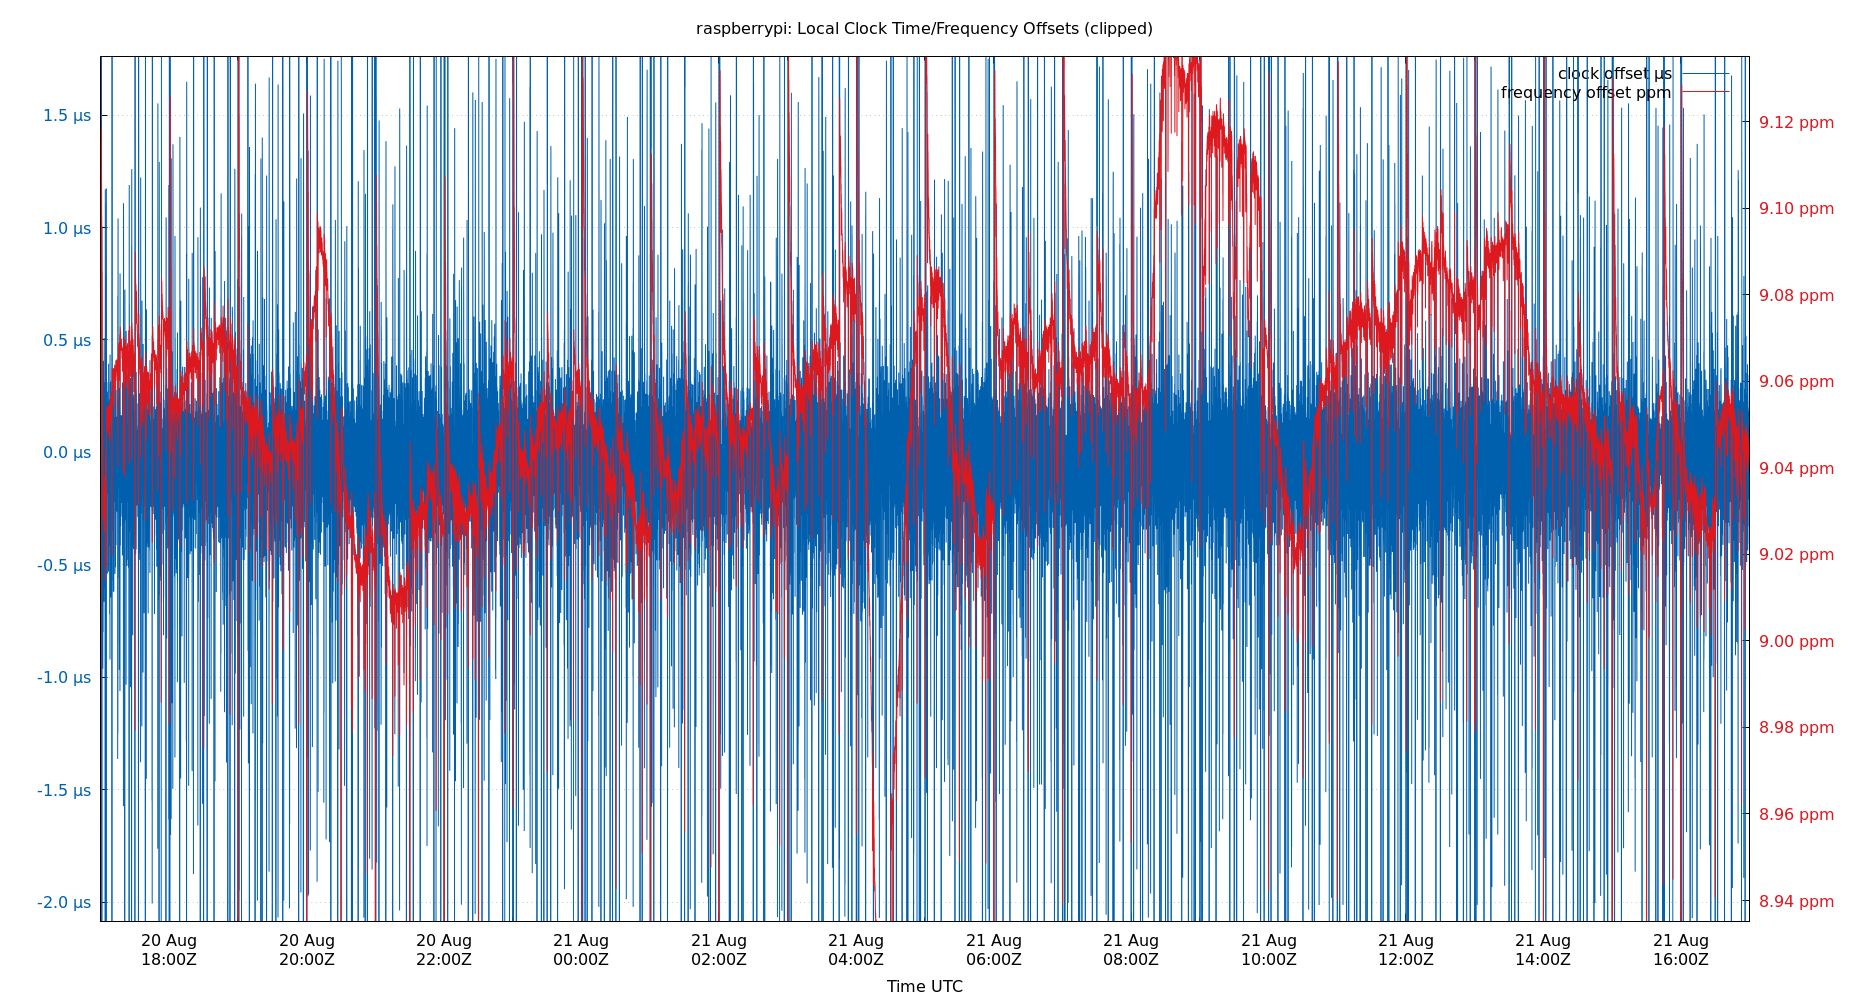 raspberrypi: Local Clock Time/Frequency Offsets (clipped)
clock offset µs
frequency offset ppm
1.5 µs
1.0 µs
0.5 µs
0.0 µs
-0.5 µs
-1.0 µs
-1.5 µs
-2.0 µs
9.12 ppm
9.10 ppm
9.08 ppm
9.06 ppm
9.04 ppm
9.02 ppm
9.00 ppm
8.98 ppm
8.96 ppm
8.94 ppm
20 Aug 20 Aug 20 Aug 21 Aug 21 Aug 21 Aug 21 Aug 21 Aug 21 Aug 21 Aug 21 Aug 21 Aug
18:00Z 20:00Z 22:00Z 00:00Z 02:00Z 04:00Z 06:00Z 08:00Z 10:00Z 12:00Z 14:00Z 16:00Z
Time UTC